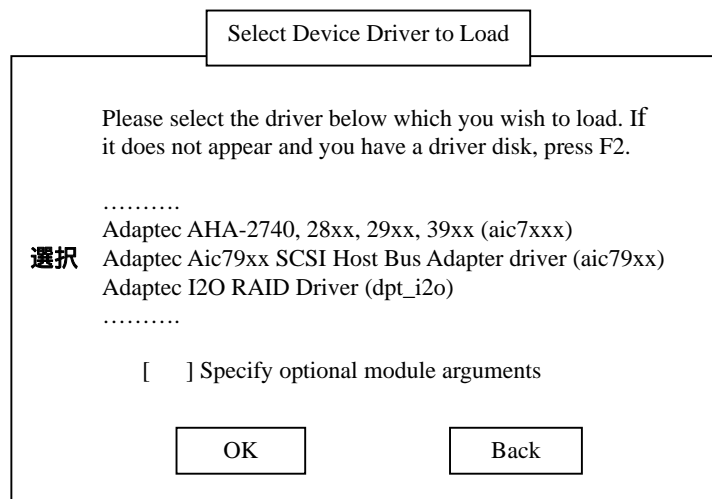 Select Device Driver to Load
Please select the driver below which you wish to load. If
it does not appear and you have a driver disk, press F2.
……….
Adaptec AHA-2740, 28xx, 29xx, 39xx (aic7xxx)
選択 Adaptec Aic79xx SCSI Host Bus Adapter driver (aic79xx)
Adaptec I2O RAID Driver (dpt_i2o)
……….
[ ] Specify optional module arguments
OK Back